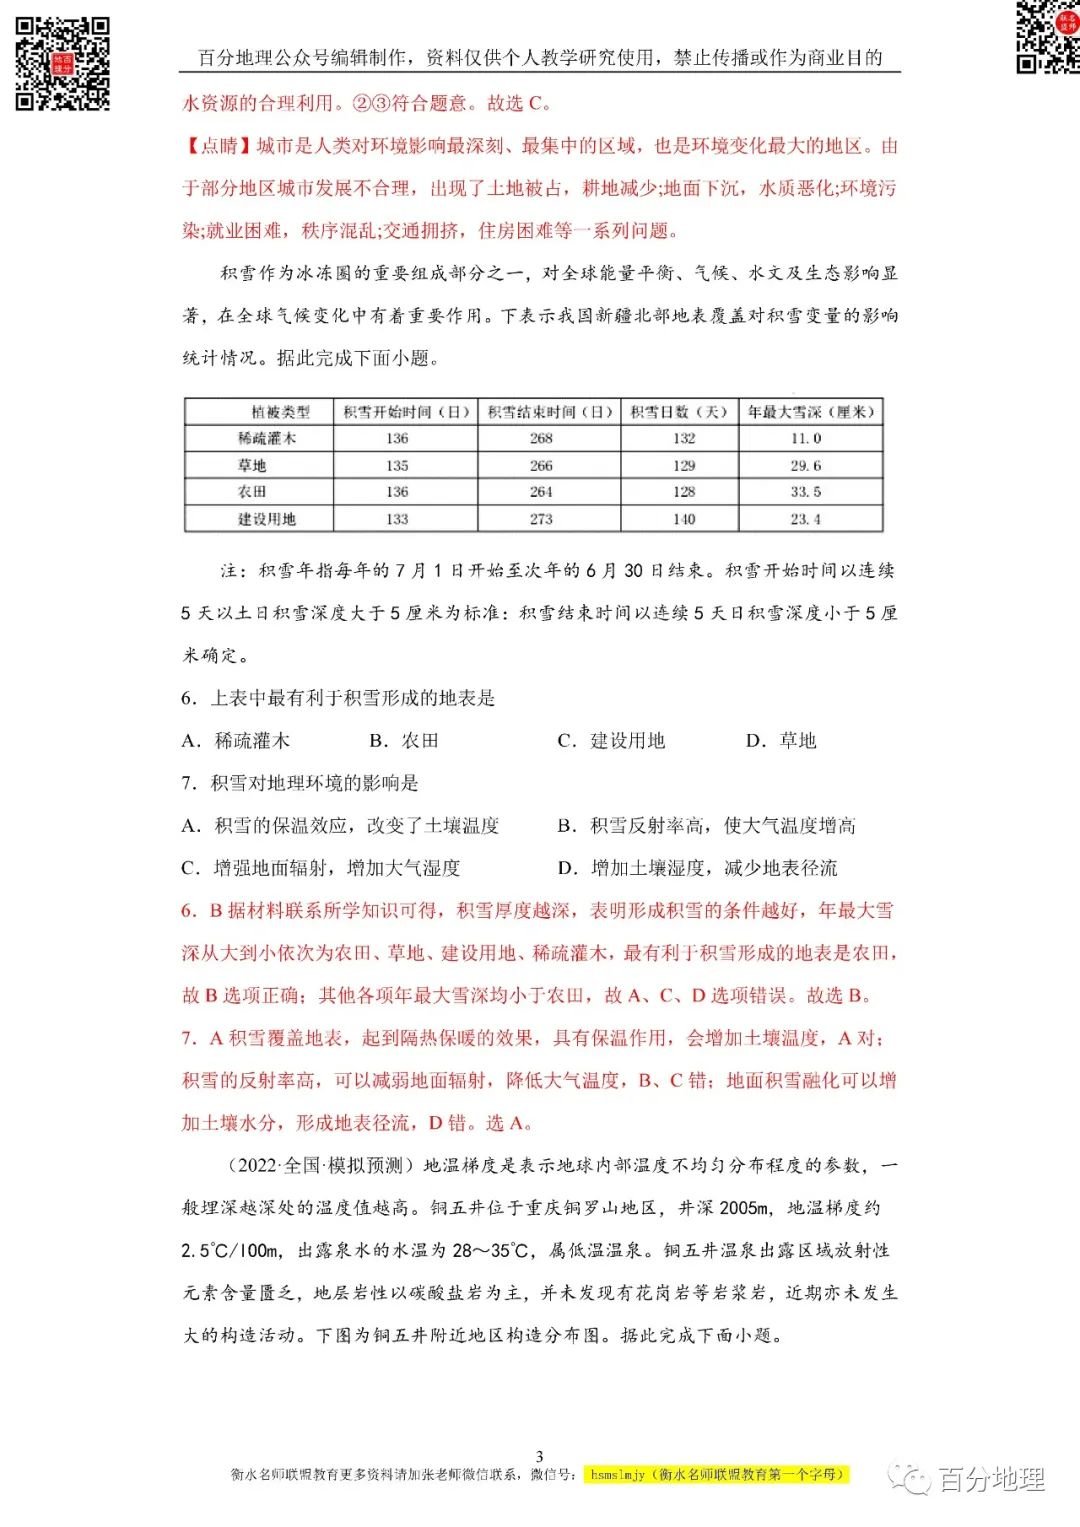 百分地理公众号编辑制作，资料仅供个人教学研究使用，禁止传播或作为商业目的
水资源的合理利用。②③符合题意。故选 C。
【点睛】城市是人类对环境影响最深刻、最集中的区域，也是环境变化最大的地区。由
于部分地区城市发展不合理，出现了土地被占，耕地减少;地面下沉，水质恶化;环境污
染;就业困难，秩序混乱;交通拥挤，住房困难等一系列问题。
积雪作为冰冻圈的重要组成部分之一，对全球能量平衡、气候、水文及生态影响显
著，在全球气候变化中有着重要作用。下表示我国新疆北部地表覆盖对积雪变量的影响
统计情况。据此完成下面小题。
植被类型 积雪开始时间（日） 积雪结束时间（日） 积雪日数（天） 年最大雪深（厘米）
稀疏灌木 136 268 132 11.0
草地 135 266 129 29.6
农田 136 264 128 33.5
建设用地 133 273 140 23.4
注：积雪年指每年的 7 月 1 日开始至次年的 6 月 30 日结束。积雪开始时间以连续
5 天以土日积雪深度大于 5 厘米为标准：积雪结束时间以连续 5 天日积雪深度小于 5 厘
米确定。
6．上表中最有利于积雪形成的地表是
A．稀疏灌木 B．农田 C．建设用地 D．草地
7．积雪对地理环境的影响是
A．积雪的保温效应，改变了土壤温度 B．积雪反射率高，使大气温度增高
C．增强地面辐射，增加大气湿度 D．增加土壤湿度，减少地表径流
6．B 据材料联系所学知识可得，积雪厚度越深，表明形成积雪的条件越好，年最大雪
深从大到小依次为农田、草地、建设用地、稀疏灌木，最有利于积雪形成的地表是农田，
故 B 选项正确；其他各项年最大雪深均小于农田，故 A、C、D 选项错误。故选 B。
7．A 积雪覆盖地表，起到隔热保暖的效果，具有保温作用，会增加土壤温度，A 对；
积雪的反射率高，可以减弱地面辐射，降低大气温度，B、C 错；地面积雪融化可以增
加土壤水分，形成地表径流，D 错。选 A。
（2022·全国·模拟预测）地温梯度是表示地球内部温度不均匀分布程度的参数，一
般埋深越深处的温度值越高。铜五井位于重庆铜罗山地区，井深 2005m，地温梯度约
2.5℃/100m，出露泉水的水温为 28～35℃，属低温温泉。铜五井温泉出露区域放射性
元素含量匮乏，地层岩性以碳酸盐岩为主，并未发现有花岗岩等岩浆岩，近期亦未发生
大的构造活动。下图为铜五井附近地区构造分布图。据此完成下面小题。
3
衡水名师联盟教育更多资料请加张老师微信联系，微信号：hsmslmjy（衡水名师联盟教育第一个字母）
百分地理